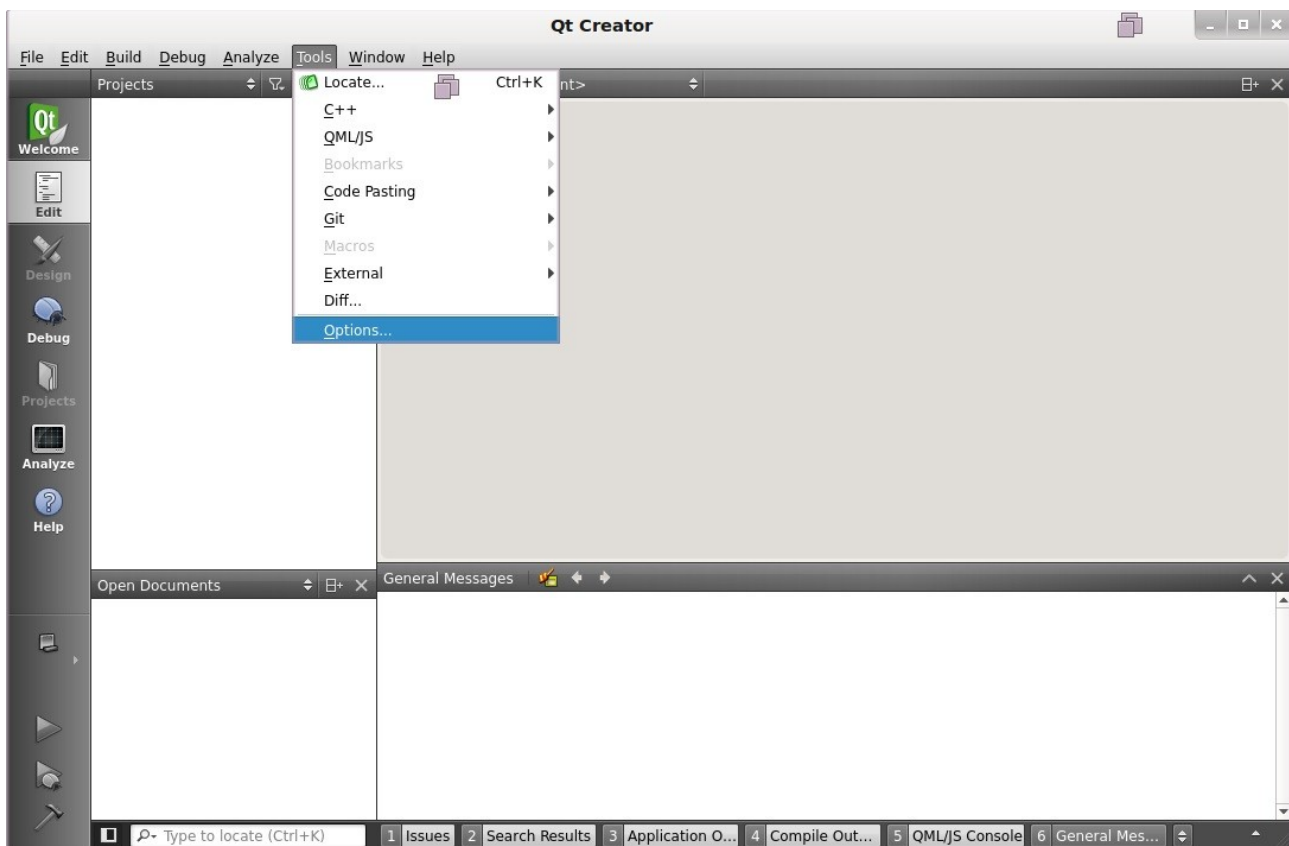 Qt Creator
File Edit Build Debug Analyze Tools Window Help
Projects
nt>
Locate... Ctrl+K
C++
QML/JS
Bookmarks
Code Pasting
Git
Macros
External
Diff...
Options...
Qt
Welcome
Edit
Design
Debug
Projects
Analyze
Help
Open Documents
General Messages
Type to locate (Ctrl+K)
1 Issues 2 Search Results 3 Application O... 4 Compile Out... 5 QML/JS Console 6 General Mes...